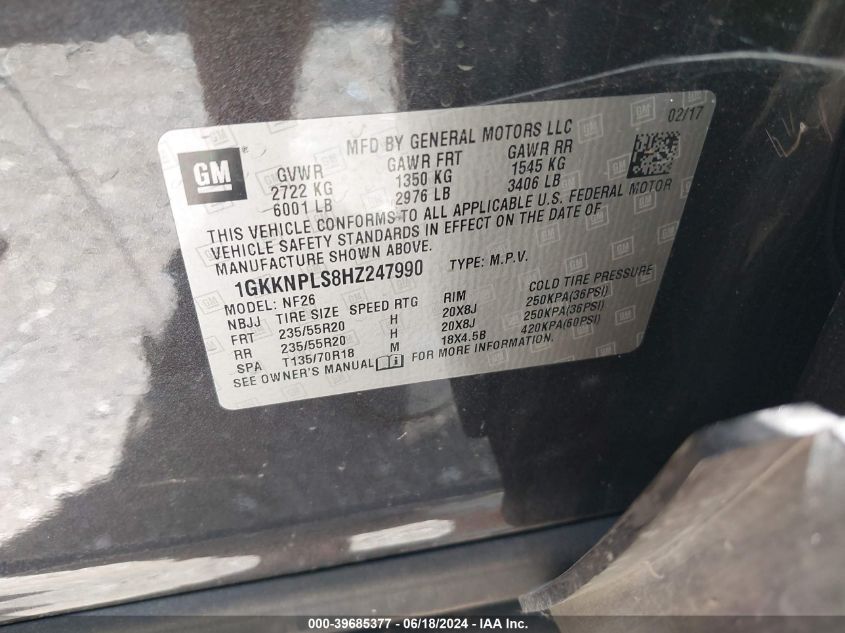 02/17
MFD BY GENERAL MOTORS LLC
GM
GVWR GAWR FRT GAWR RR
2722 KG 1350 KG 1545 KG
6001 LB 2976 LB 3406 LB
THIS VEHICLE CONFORMS TO ALL APPLICABLE U.S. FEDERAL MOTOR
VEHICLE SAFETY STANDARDS IN EFFECT ON THE DATE OF
MANUFACTURE SHOWN ABOVE.
1GKKNPLS8HZ247990 TYPE: M.P.V.
MODEL: NF26
NBJJ TIRE SIZE SPEED RTG RIM COLD TIRE PRESSURE
FRT 235/55R20 H 20X8J 250KPA(36PSI)
RR 235/55R20 H 20X8J 250KPA(36PSI)
SPA T135/70R18 M 18X4.5B 420KPA(60PSI)
SEE OWNER'S MANUAL FOR MORE INFORMATION.
000-39685377 - 06/18/2024 - IAA Inc.